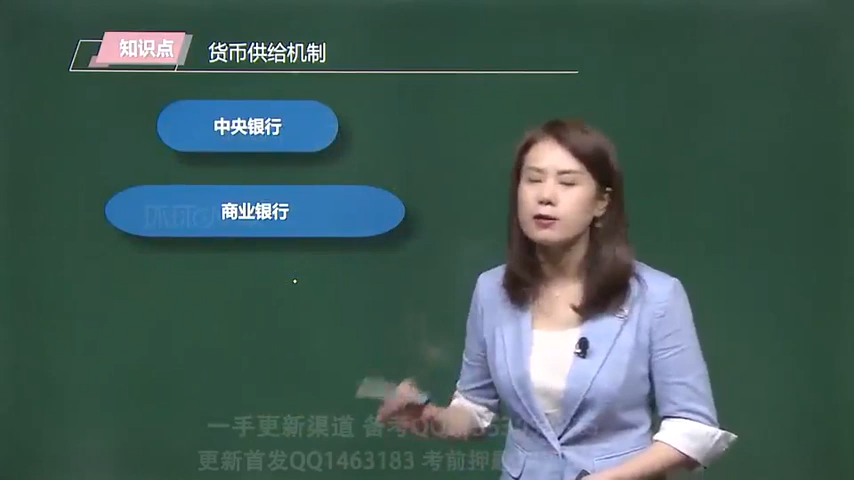 知识点 货币供给机制
中央银行
商业银行
一手更新渠道 备考QQ
更新首发QQ1463183 考前押题